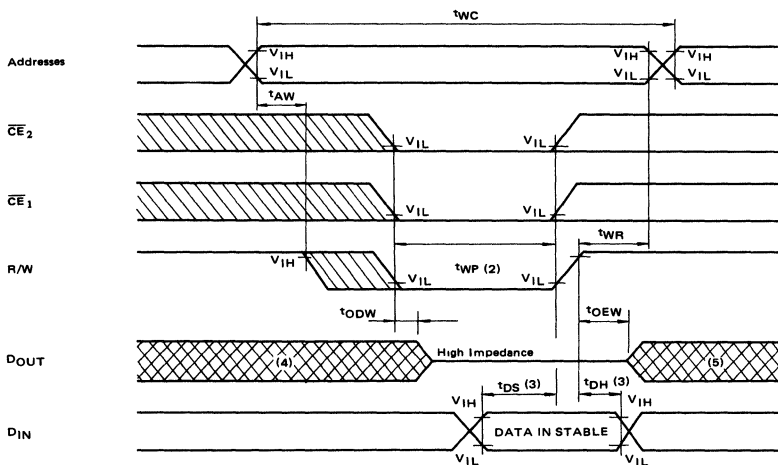 tWC
Addresses
VIH
VIL
VIH
VIL
VIH
VIL
tAW
CE2
VIL
VIL
CE1
VIL
VIL
tWR
R/W
VIH
tWP (2)
VIL
VIL
tODW
tOEW
DOUT
(4)
High Impedance
(5)
tDS (3)
tDH (3)
VIH
VIH
DIN
DATA IN STABLE
VIL
VIL